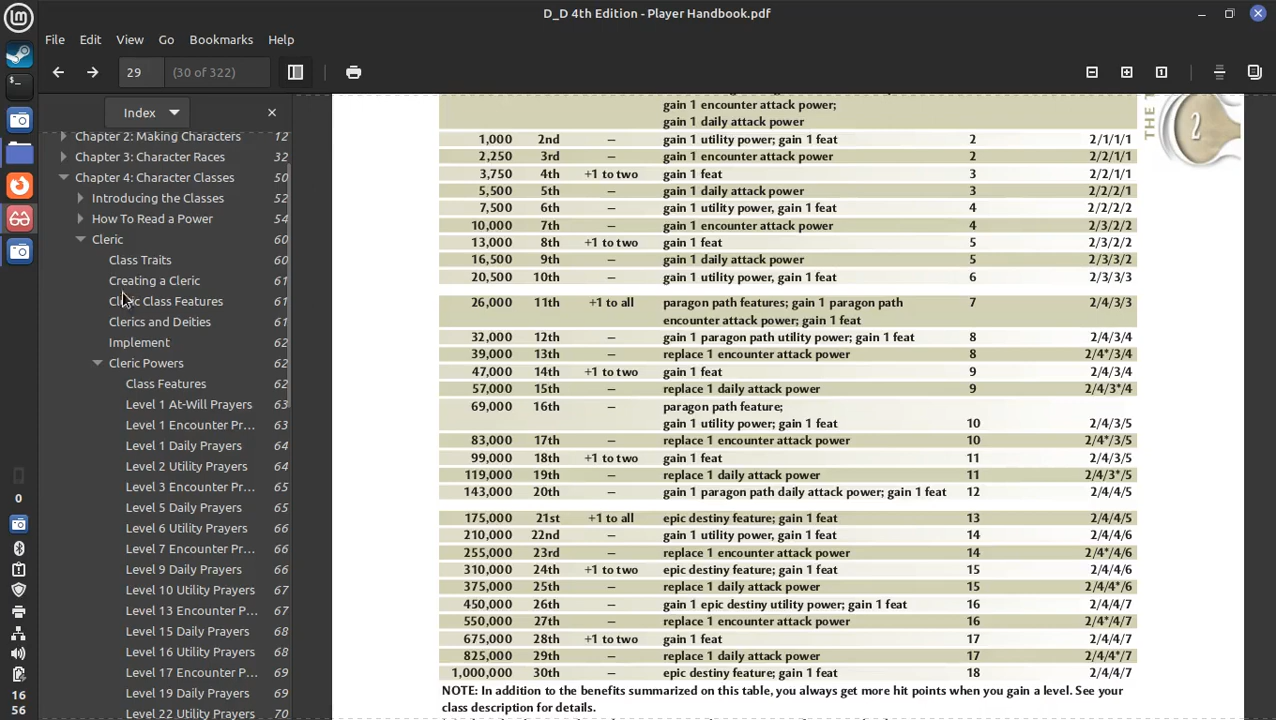 D_D 4th Edition - Player Handbook.pdf
File Edit View Go Bookmarks Help
29 (30 of 322)
Index
Chapter 2: Making Characters 12
Chapter 3: Character Races 32
Chapter 4: Character Classes 50
Introducing the Classes 52
How To Read a Power 54
Cleric 60
Class Traits 60
Creating a Cleric 61
Cleric Class Features 61
Clerics and Deities 61
Implement 62
Cleric Powers 62
Class Features 62
Level 1 At-Will Prayers 63
Level 1 Encounter Pr... 63
Level 1 Daily Prayers 64
Level 2 Utility Prayers 64
Level 3 Encounter Pr... 65
Level 5 Daily Prayers 65
Level 6 Utility Prayers 66
Level 7 Encounter Pr... 66
Level 9 Daily Prayers 66
Level 10 Utility Prayers 67
Level 13 Encounter P... 67
Level 15 Daily Prayers 68
Level 16 Utility Prayers 68
Level 17 Encounter P... 69
Level 19 Daily Prayers 69
Level 22 Utility Prayers 70
0
16
56
gain 1 encounter attack power;
gain 1 daily attack power
1,000 2nd – gain 1 utility power; gain 1 feat 2 2/1/1/1
2,250 3rd – gain 1 encounter attack power 2 2/2/1/1
3,750 4th +1 to two gain 1 feat 3 2/2/1/1
5,500 5th – gain 1 daily attack power 3 2/2/2/1
7,500 6th – gain 1 utility power, gain 1 feat 4 2/2/2/2
10,000 7th – gain 1 encounter attack power 4 2/3/2/2
13,000 8th +1 to two gain 1 feat 5 2/3/2/2
16,500 9th – gain 1 daily attack power 5 2/3/3/2
20,500 10th – gain 1 utility power, gain 1 feat 6 2/3/3/3
26,000 11th +1 to all paragon path features; gain 1 paragon path 7 2/4/3/3
encounter attack power; gain 1 feat
32,000 12th – gain 1 paragon path utility power; gain 1 feat 8 2/4/3/4
39,000 13th – replace 1 encounter attack power 8 2/4*/3/4
47,000 14th +1 to two gain 1 feat 9 2/4/3/4
57,000 15th – replace 1 daily attack power 9 2/4/3*/4
69,000 16th – paragon path feature;
gain 1 utility power; gain 1 feat 10 2/4/3/5
83,000 17th – replace 1 encounter attack power 10 2/4*/3/5
99,000 18th +1 to two gain 1 feat 11 2/4/3/5
119,000 19th – replace 1 daily attack power 11 2/4/3*/5
143,000 20th – gain 1 paragon path daily attack power; gain 1 feat 12 2/4/4/5
175,000 21st +1 to all epic destiny feature; gain 1 feat 13 2/4/4/5
210,000 22nd – gain 1 utility power, gain 1 feat 14 2/4/4/6
255,000 23rd – replace 1 encounter attack power 14 2/4*/4/6
310,000 24th +1 to two epic destiny feature; gain 1 feat 15 2/4/4/6
375,000 25th – replace 1 daily attack power 15 2/4/4*/6
450,000 26th – gain 1 epic destiny utility power; gain 1 feat 16 2/4/4/7
550,000 27th – replace 1 encounter attack power 16 2/4*/4/7
675,000 28th +1 to two gain 1 feat 17 2/4/4/7
825,000 29th – replace 1 daily attack power 17 2/4/4*/7
1,000,000 30th – epic destiny feature; gain 1 feat 18 2/4/4/7
NOTE: In addition to the benefits summarized on this table, you always get more hit points when you gain a level. See your
class description for details.
THE
2